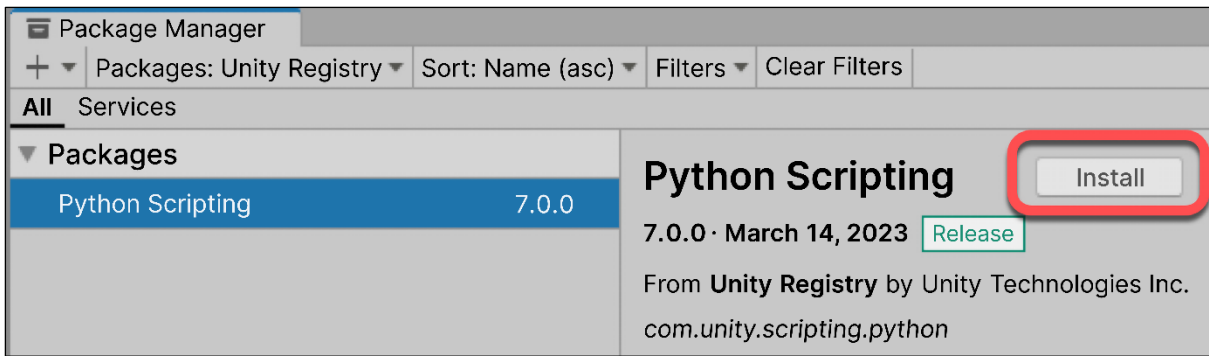 Package Manager
+ Packages: Unity Registry Sort: Name (asc) Filters Clear Filters
All Services
Packages
Python Scripting 7.0.0
Python Scripting Install
7.0.0 · March 14, 2023 Release
From Unity Registry by Unity Technologies Inc.
com.unity.scripting.python